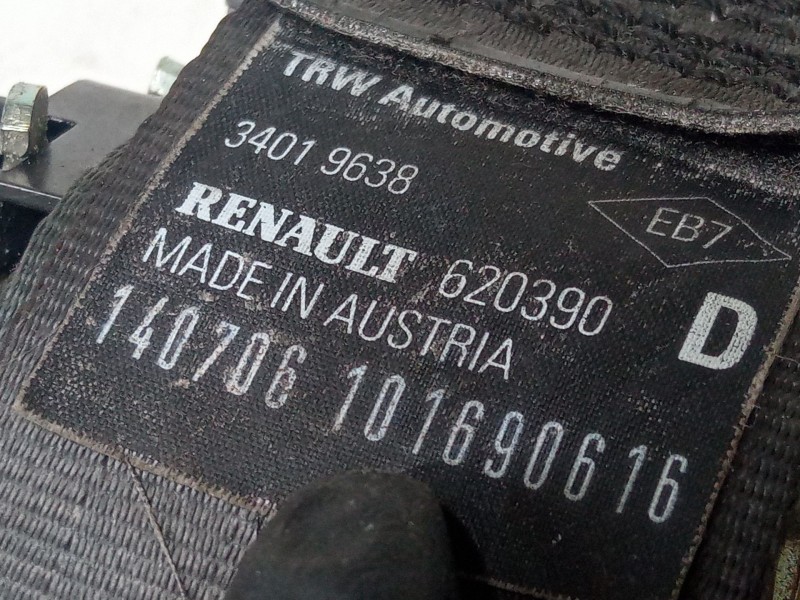 TRW Automotive
3401 9638
EB7
RENAULT 620390
D
MADE IN AUSTRIA
140706 101690616